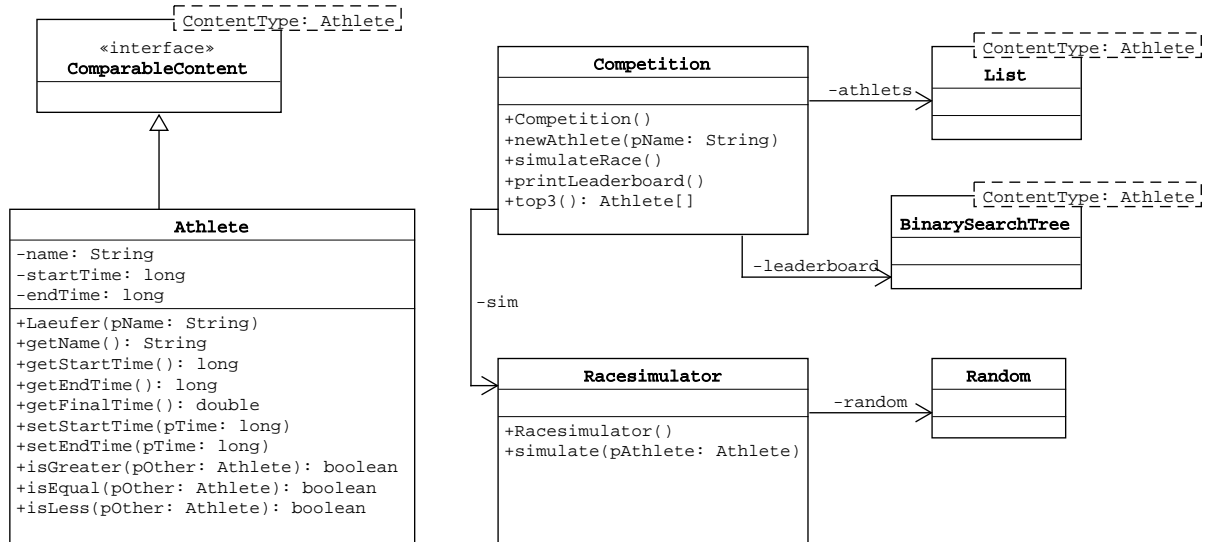 ContentType: Athlete
«interface»
ComparableContent
Athlete
-name: String
-startTime: long
-endTime: long
+Laeufer(pName: String)
+getName(): String
+getStartTime(): long
+getEndTime(): long
+getFinalTime(): double
+setStartTime(pTime: long)
+setEndTime(pTime: long)
+isGreater(pOther: Athlete): boolean
+isEqual(pOther: Athlete): boolean
+isLess(pOther: Athlete): boolean
Competition
+Competition()
+newAthlete(pName: String)
+simulateRace()
+printLeaderboard()
+top3(): Athlete[]
-athlets
ContentType: Athlete
List
-leaderboard
ContentType: Athlete
BinarySearchTree
-sim
Racesimulator
+Racesimulator()
+simulate(pAthlete: Athlete)
-random
Random